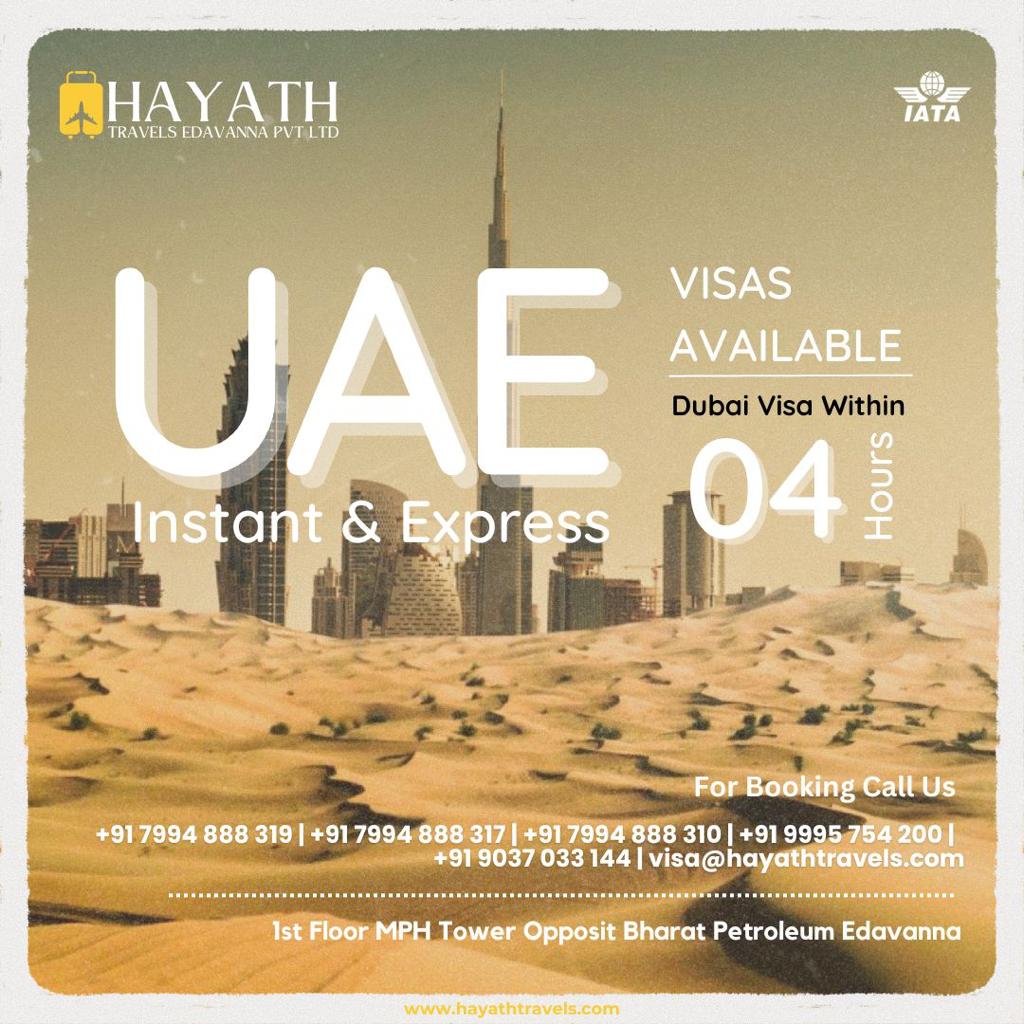 HAYATH
TRAVELS EDAVANNA PVT LTD
IATA
UAE
Instant & Express
VISAS
AVAILABLE
Dubai Visa Within
04
Hours
For Booking Call Us
+91 7994 888 319 | +91 7994 888 317 | +91 7994 888 310 | +91 9995 754 200 |
+91 9037 033 144 | visa@hayathtravels.com
1st Floor MPH Tower Opposit Bharat Petroleum Edavanna
www.hayathtravels.com